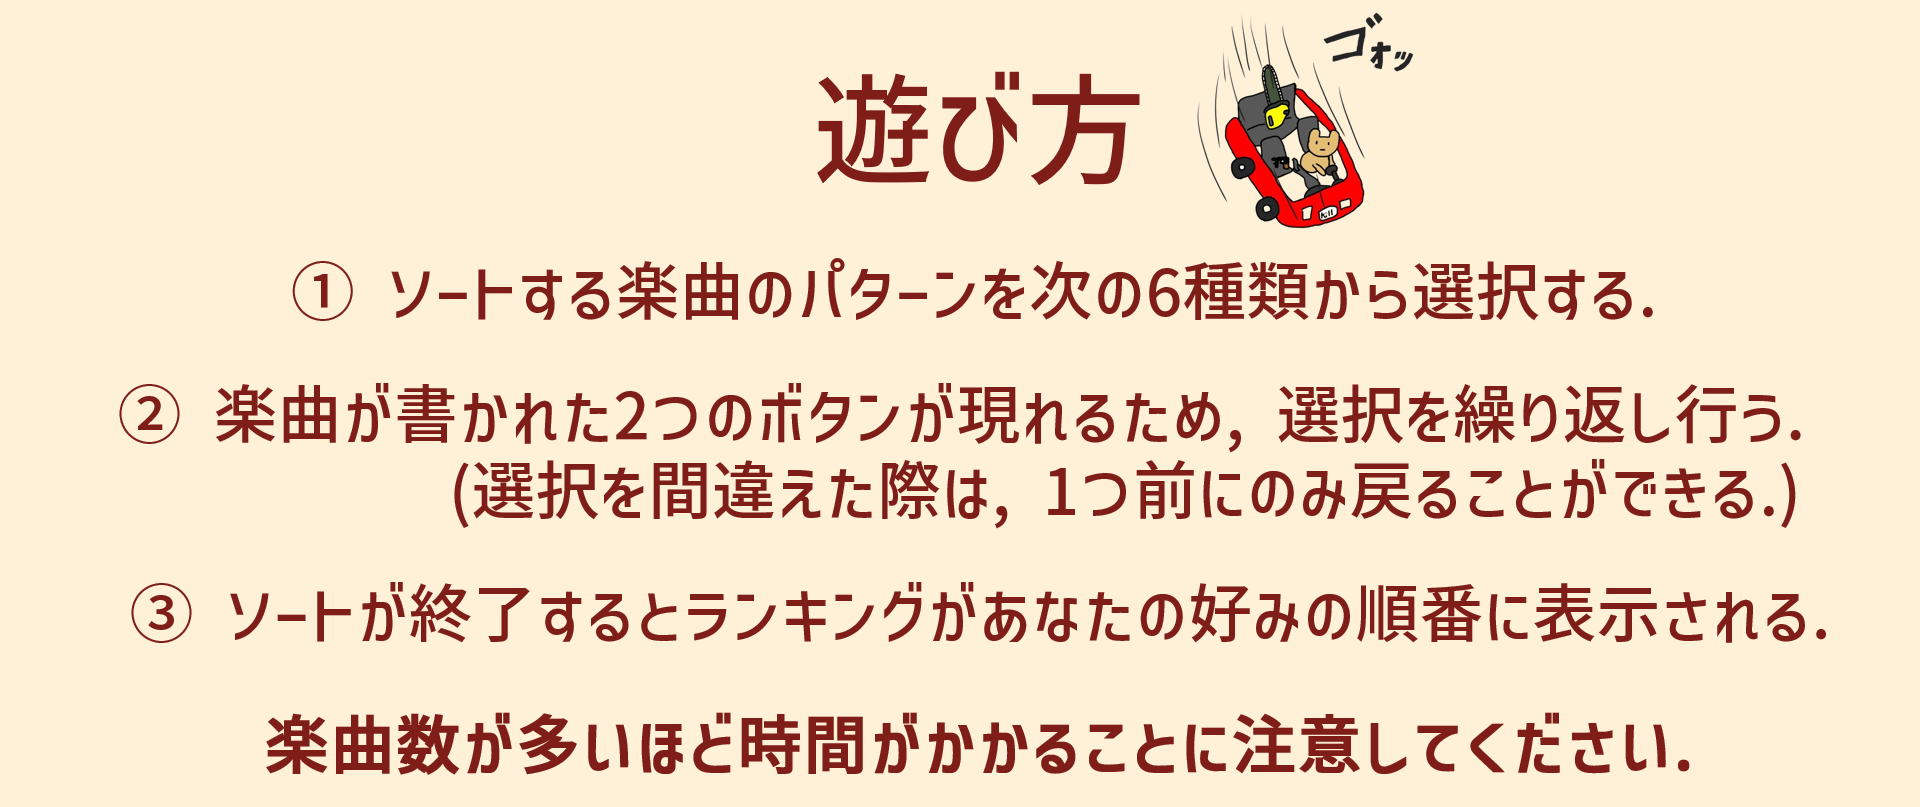 遊び方
ゴォッ
Kill
① ソートする楽曲のパターンを次の6種類から選択する.
② 楽曲が書かれた2つのボタンが現れるため, 選択を繰り返し行う.
(選択を間違えた際は, 1つ前にのみ戻ることができる.)
③ ソートが終了するとランキングがあなたの好みの順番に表示される.
楽曲数が多いほど時間がかかることに注意してください.